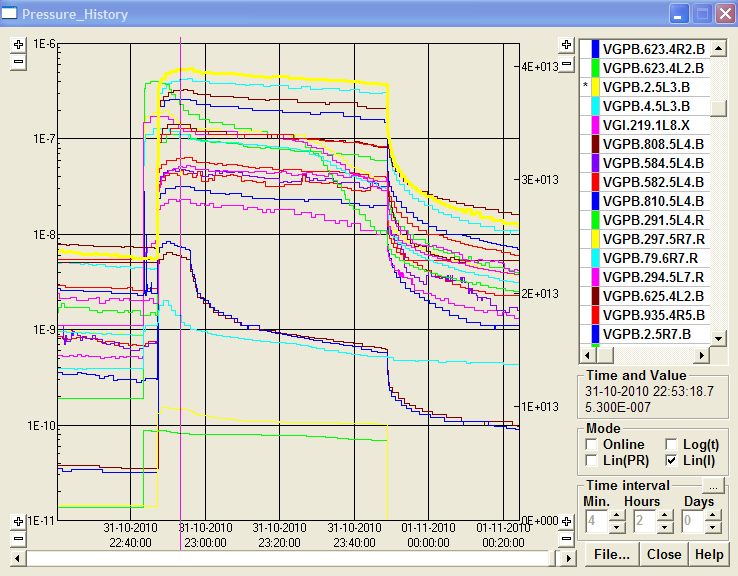 Pressure_History
1E-6
1E-7
1E-8
1E-9
1E-10
1E-11
4E+013
3E+013
2E+013
1E+013
0E+000
31-10-2010 31-10-2010 31-10-2010 31-10-2010 01-11-2010 01-11-2010
22:40:00 23:00:00 23:20:00 23:40:00 00:00:00 00:20:00
VGPB.623.4R2.B
VGPB.623.4L2.B
* VGPB.2.5L3.B
VGPB.4.5L3.B
VGI.219.1L8.X
VGPB.808.5L4.B
VGPB.584.5L4.B
VGPB.582.5L4.B
VGPB.810.5L4.B
VGPB.291.5L4.R
VGPB.297.5R7.R
VGPB.79.6R7.R
VGPB.294.5L7.R
VGPB.625.4L2.B
VGPB.935.4R5.B
VGPB.2.5R7.B
Time and Value
31-10-2010 22:53:18.7
5.300E-007
Mode
Online Log(t)
Lin(PR) Lin(I)
Time interval ...
Min. Hours Days
4 2 0
File... Close Help